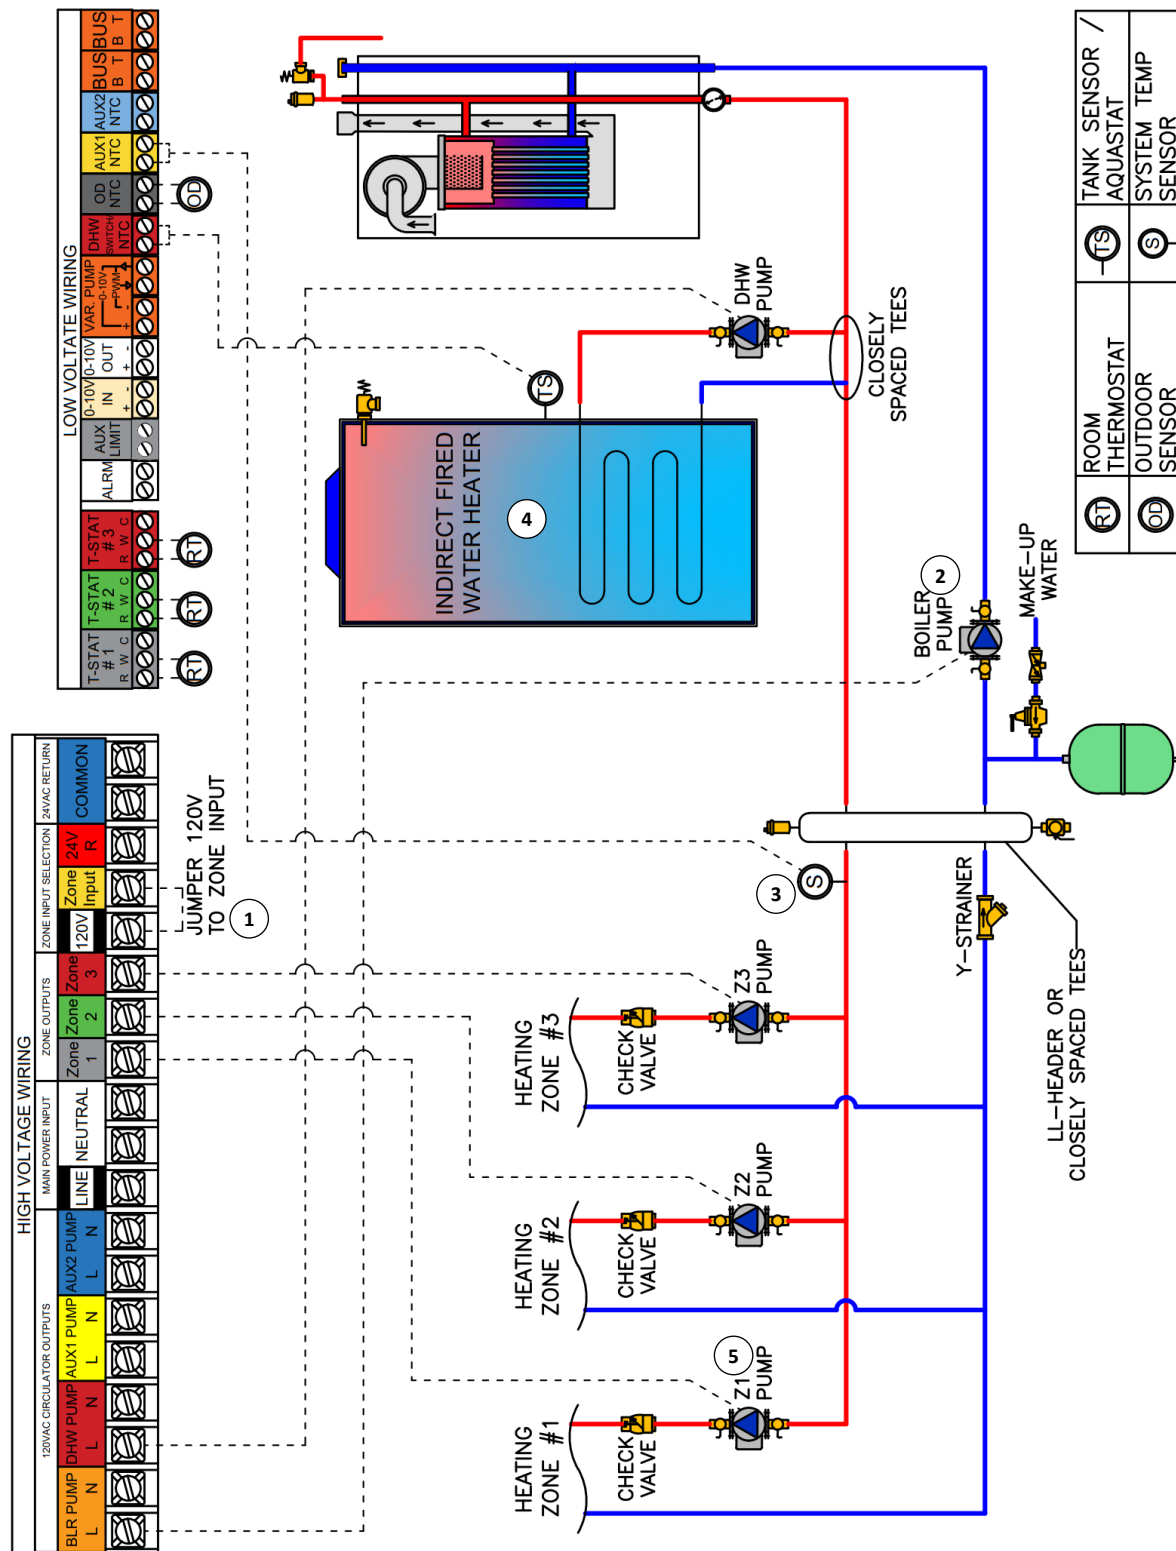 HIGH VOLTAGE WIRING
120VAC CIRCULATOR OUTPUTS
MAIN POWER INPUT
ZONE OUTPUTS
ZONE INPUT SELECTION
24VAC RETURN
BLR PUMP
L N
DHW PUMP
L N
AUX1 PUMP
L N
AUX2 PUMP
L N
LINE
NEUTRAL
Zone
1
Zone
2
Zone
3
120V
Zone
Input
24V
R
COMMON
JUMPER 120V
TO ZONE INPUT
1
LOW VOLTATE WIRING
T-STAT
# 1
R W C
T-STAT
# 2
R W C
T-STAT
# 3
R W C
ALRM
AUX
LIMIT
0-10V
IN
+ -
0-10V
OUT
+ -
VAR. PUMP
0-10V
PWM
+ -
DHW
SWITCH/
NTC
OD
NTC
AUX1
NTC
AUX2
NTC
BUS
B T
BUS
B T
RT
RT
RT
OD
INDIRECT FIRED
WATER HEATER
4
TS
DHW
PUMP
CLOSELY
SPACED TEES
BOILER
PUMP
2
MAKE-UP
WATER
HEATING
ZONE #1
CHECK
VALVE
Z1
PUMP
5
HEATING
ZONE #2
CHECK
VALVE
Z2
PUMP
HEATING
ZONE #3
CHECK
VALVE
Z3
PUMP
S
3
Y-STRAINER
LL-HEADER OR
CLOSELY SPACED TEES
RT
ROOM
THERMOSTAT
TS
TANK SENSOR /
AQUASTAT
OD
OUTDOOR
SENSOR
S
SYSTEM TEMP
SENSOR